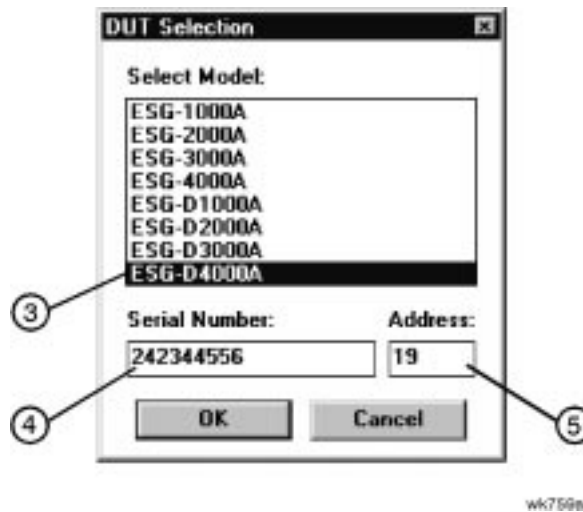 DUT Selection
Select Model:
ESG-1000A
ESG-2000A
ESG-3000A
ESG-4000A
ESG-D1000A
ESG-D2000A
ESG-D3000A
ESG-D4000A
3
Serial Number: Address:
242344556 19
4 5
OK Cancel